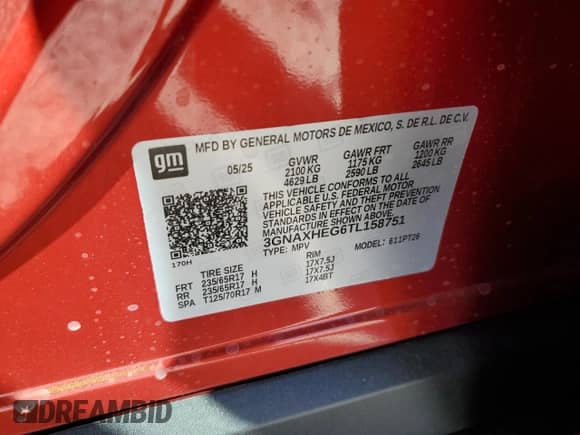 gm
MFD BY GENERAL MOTORS DE MEXICO, S. DE R.L. DE C.V.
05/25 GVWR GAWR FRT GAWR RR
2100 KG 1175 KG 1200 KG
4629 LB 2590 LB 2645 LB
THIS VEHICLE CONFORMS TO ALL
APPLICABLE U.S. FEDERAL MOTOR
VEHICLE SAFETY AND THEFT PREVENTION
STANDARDS IN EFFECT ON THE DATE OF
MANUFACTURE SHOWN ABOVE.
3GNAXHEG6TL158751
TYPE: MPV MODEL: 611PT26
170H
TIRE SIZE RIM
FRT 235/65R17 H 17X7.5J
RR 235/65R17 H 17X7.5J
SPA T125/70R17 M 17X4BT
DREAMBID